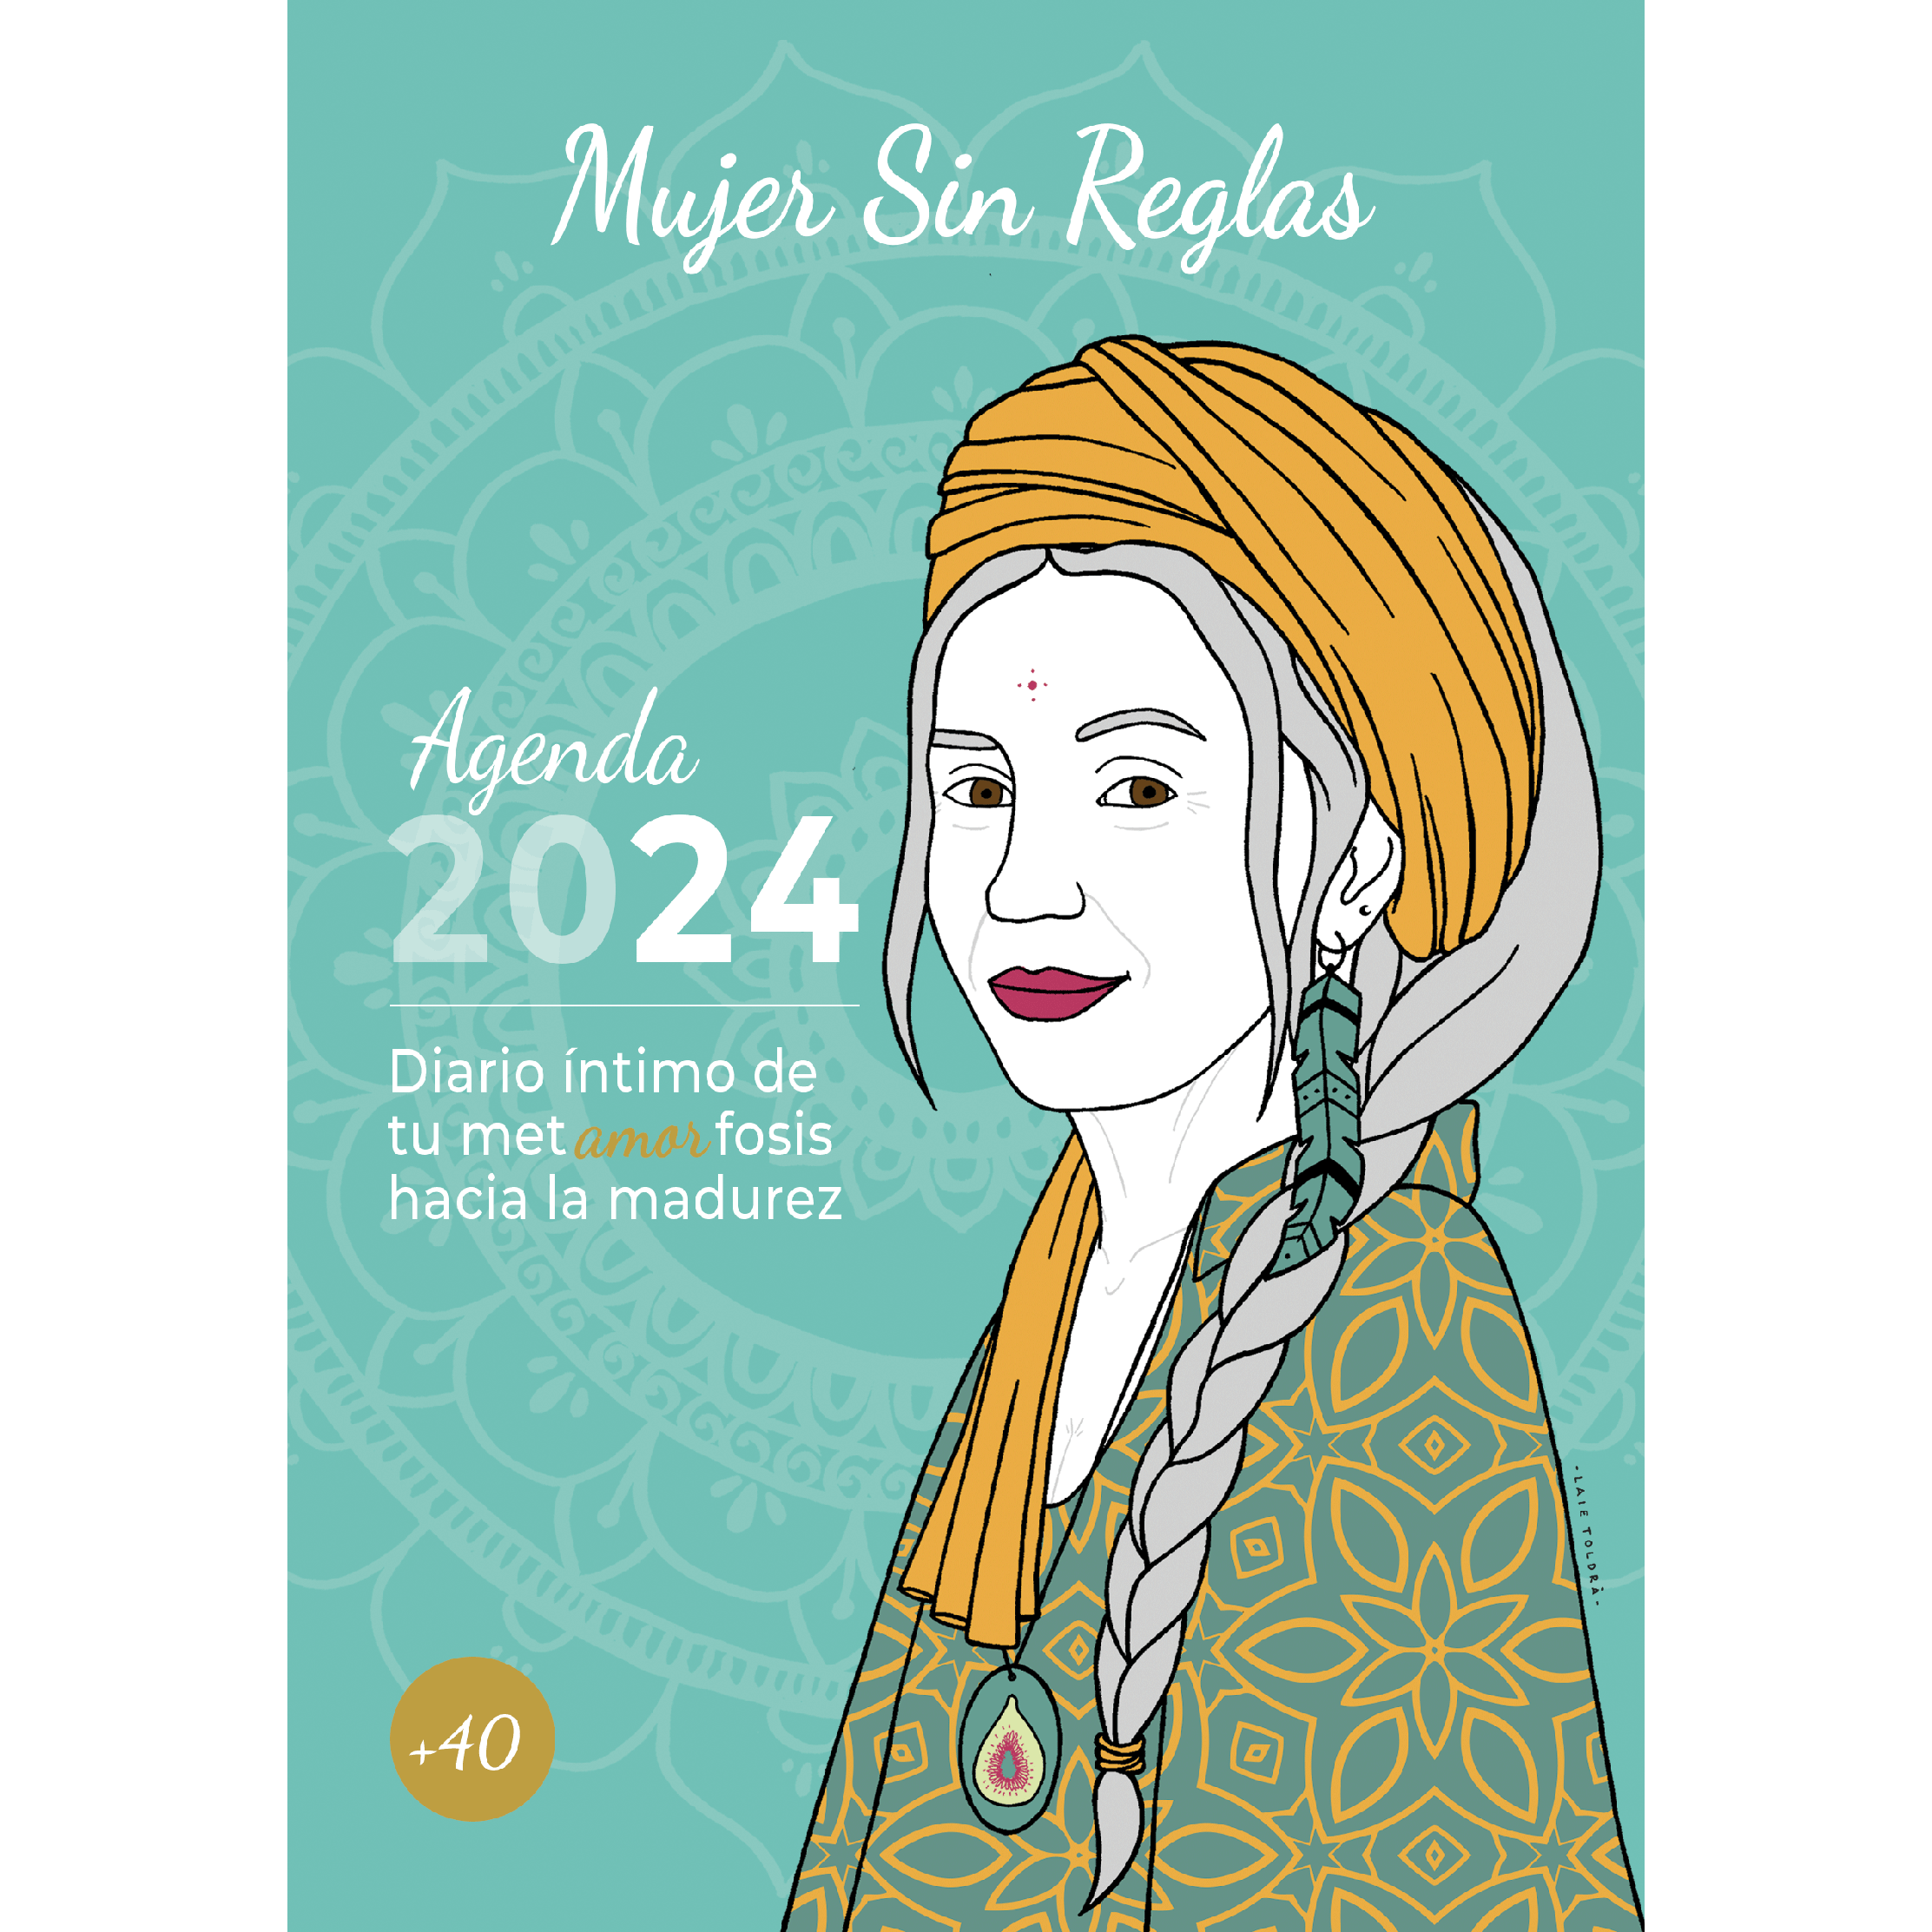 Mujer Sin Reglas
Agenda
2024
Diario íntimo de
tu metamorfosis
hacia la madurez
+40
-LAIE TOLDRÀ-